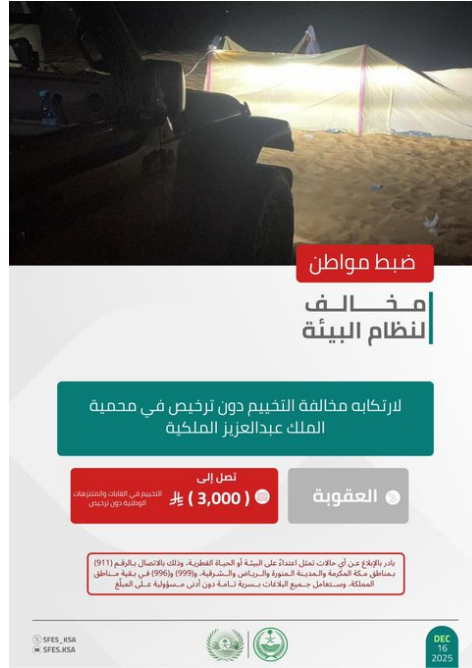 ضبط مواطن
مخالف
لنظام البيئة
لارتكابه مخالفة التخييم دون ترخيص في محمية
الملك عبدالعزيز الملكية
العقوبة
تصل إلى
(3,000)
التخييم في الغابات والمتنزهات
الوطنية دون ترخيص
بادر بالإبلاغ عن أي حالات تمثل اعتداءً على البيئة أو الحياة الفطرية، وذلك بالاتصال بالرقم (911)
بمناطق مكة المكرمة والمدينة المنورة والرياض والشرقية، و(999) و(996) في بقية مناطق
المملكة، وستعامل جميع البلاغات بسرية تامة دون أدنى مسؤولية على المبلّغ
SFES_KSA
SFES.KSA
DEC
16
2025